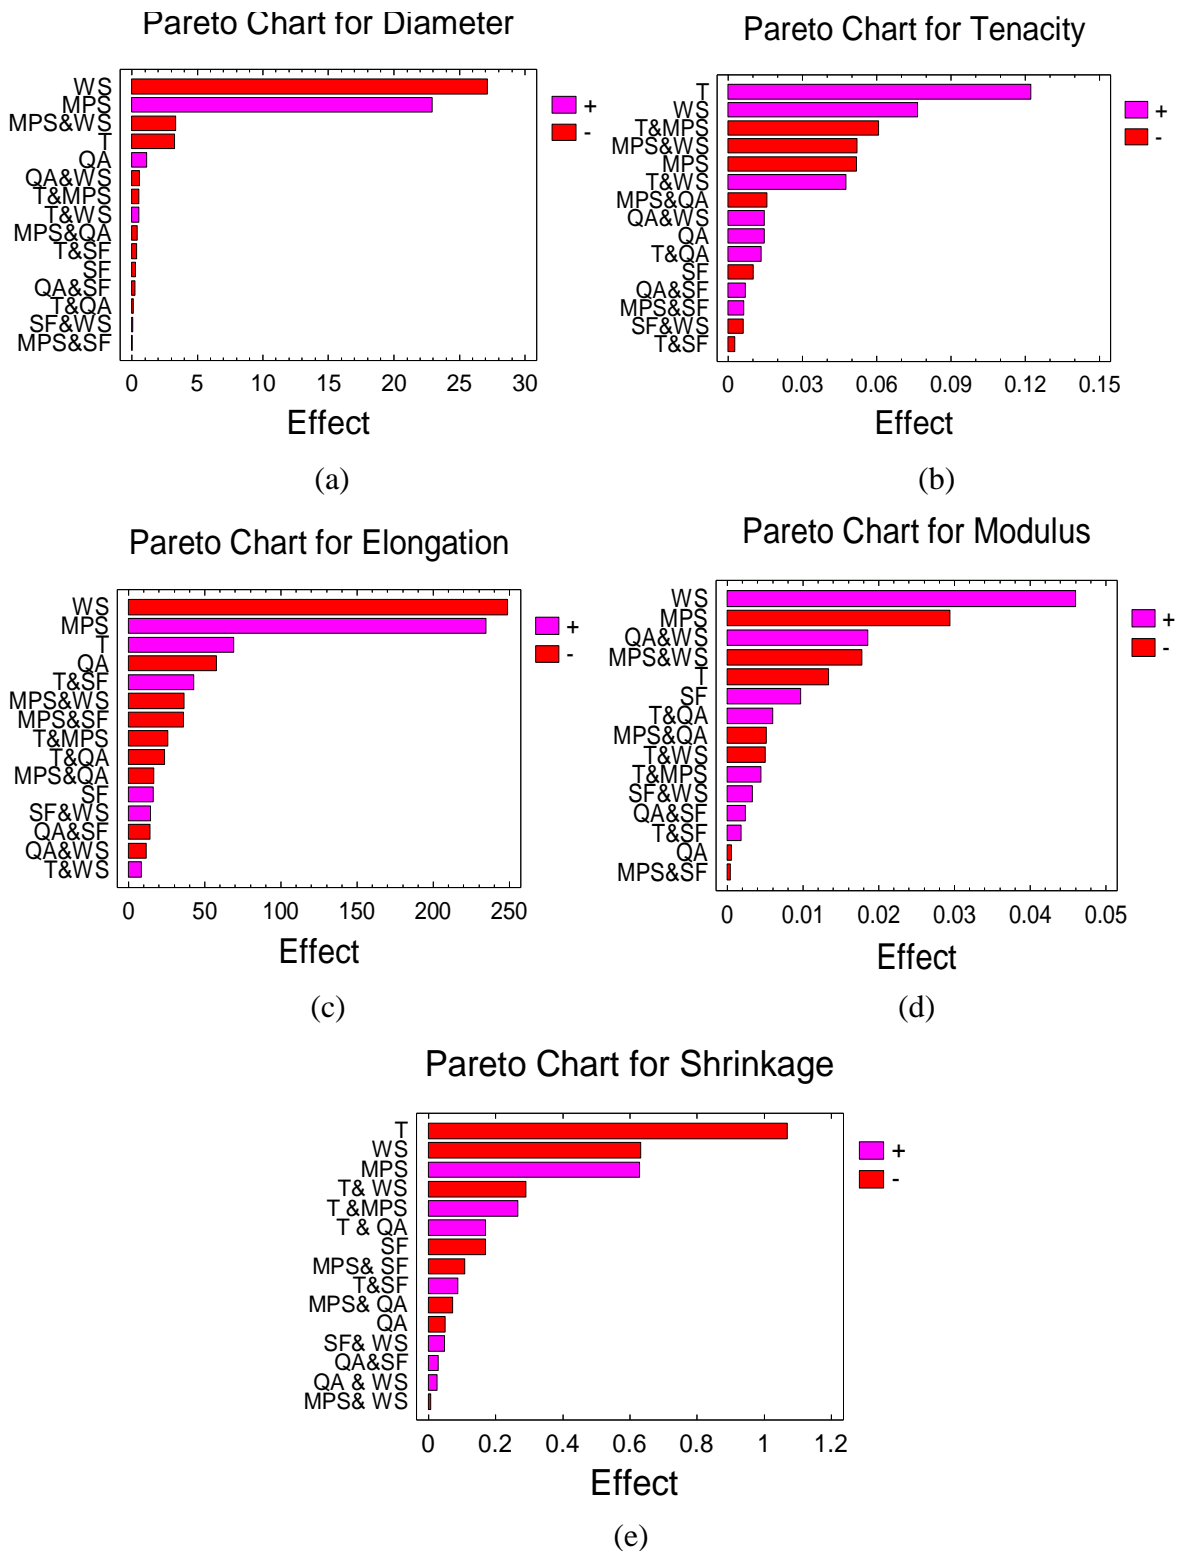 Pareto Chart for Diameter
WS
MPS
MPS&WS
T
QA
QA&WS
T&MPS
T&WS
MPS&QA
T&SF
SF
QA&SF
T&QA
SF&WS
MPS&SF
+
-
0 5 10 15 20 25 30
Effect
(a)
Pareto Chart for Tenacity
T
WS
T&MPS
MPS&WS
MPS
T&WS
MPS&QA
QA&WS
QA
T&QA
SF
QA&SF
MPS&SF
SF&WS
T&SF
+
-
0 0.03 0.06 0.09 0.12 0.15
Effect
(b)
Pareto Chart for Elongation
WS
MPS
T
QA
T&SF
MPS&WS
MPS&SF
T&MPS
T&QA
MPS&QA
SF
SF&WS
QA&SF
QA&WS
T&WS
+
-
0 50 100 150 200 250
Effect
(c)
Pareto Chart for Modulus
WS
MPS
QA&WS
MPS&WS
T
SF
T&QA
MPS&QA
T&WS
T&MPS
SF&WS
QA&SF
T&SF
QA
MPS&SF
+
-
0 0.01 0.02 0.03 0.04 0.05
Effect
(d)
Pareto Chart for Shrinkage
T
WS
MPS
T& WS
T &MPS
T & QA
SF
MPS& SF
T&SF
MPS& QA
QA
SF& WS
QA&SF
QA & WS
MPS& WS
+
-
0 0.2 0.4 0.6 0.8 1 1.2
Effect
(e)